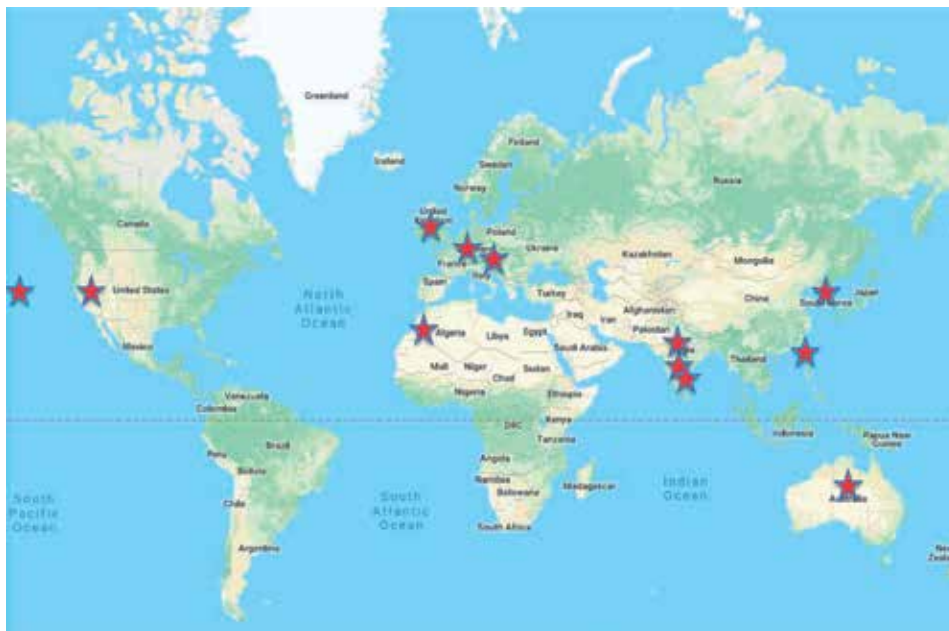 Greenland
Iceland
Finland
Sweden
Norway
Russia
United
Canada
Poland
Ukraine
Kazakhstan
Mongolia
France
Italy
Spain
United States
North
Atlantic
Ocean
Turkey
China
South Korea
Japan
Afghanistan
Iraq
Iran
Pakistan
Algeria
Libya
Egypt
Saudi Arabia
Mexico
Mali
Niger
Chad
Sudan
Thailand
Nigeria
Ethiopia
Venezuela
Colombia
Kenya
DRC
Tanzania
Indonesia
Papua New
Guinea
Brazil
Peru
Bolivia
Angola
Namibia
Botswana
Madagascar
Indian
Ocean
South
Pacific
Ocean
South
Atlantic
Ocean
Chile
Australia
South Africa
Argentina